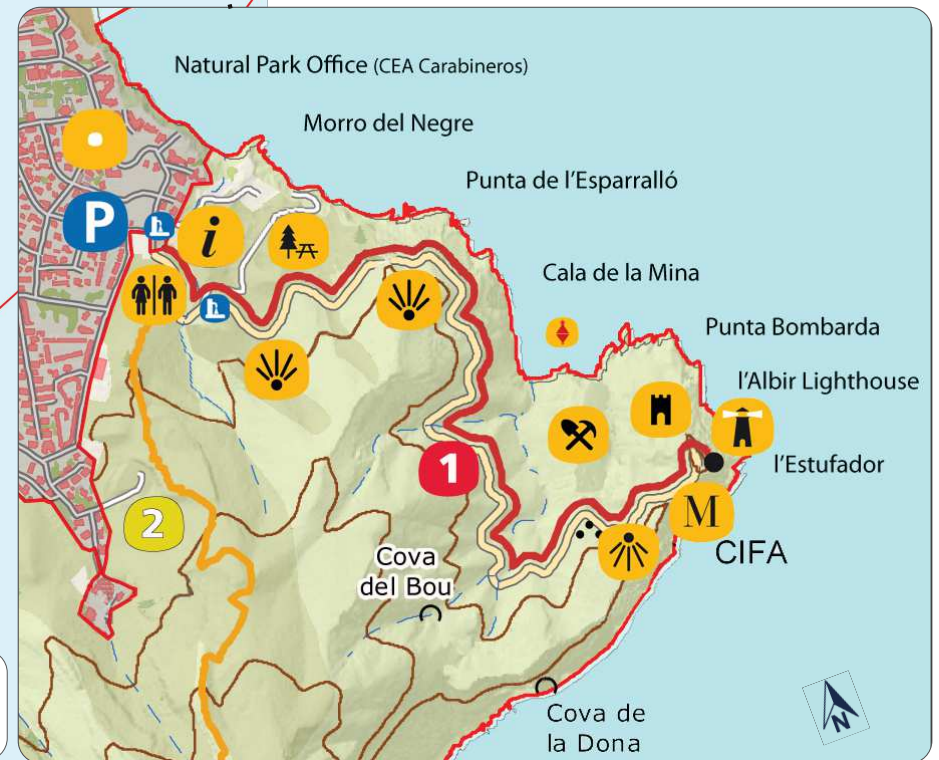 Natural Park Office (CEA Carabineros)
Morro del Negre
Punta de l'Esparralló
Cala de la Mina
Punta Bombarda
l'Albir Lighthouse
l'Estufador
P
i
1
M
CIFA
2
Cova
del Bou
Cova de
la Dona
N